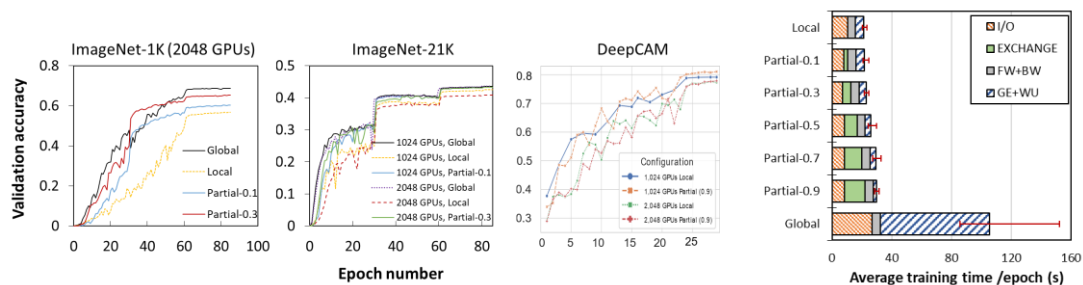 ImageNet-1K (2048 GPUs)
Validation accuracy
0.8
0.6
0.4
0.2
0.0
0 20 40 60 80 100
Global
Local
Partial-0.1
Partial-0.3
ImageNet-21K
0.5
0.4
0.3
0.2
0.1
0.0
0 20 40 60 80
1024 GPUs, Global
1024 GPUs, Local
1024 GPUs, Partial-0.1
2048 GPUs, Global
2048 GPUs, Local
2048 GPUs, Partial-0.3
Epoch number
DeepCAM
0.8
0.7
0.6
0.5
0.4
0.3
0 5 10 15 20 25
Configuration
1,024 GPUs Local
1,024 GPUs Partial (0.9)
2,048 GPUs Local
2,048 GPUs Partial (0.9)
Local
Partial-0.1
Partial-0.3
Partial-0.5
Partial-0.7
Partial-0.9
Global
I/O
EXCHANGE
FW+BW
GE+WU
0 40 80 120 160
Average training time /epoch (s)